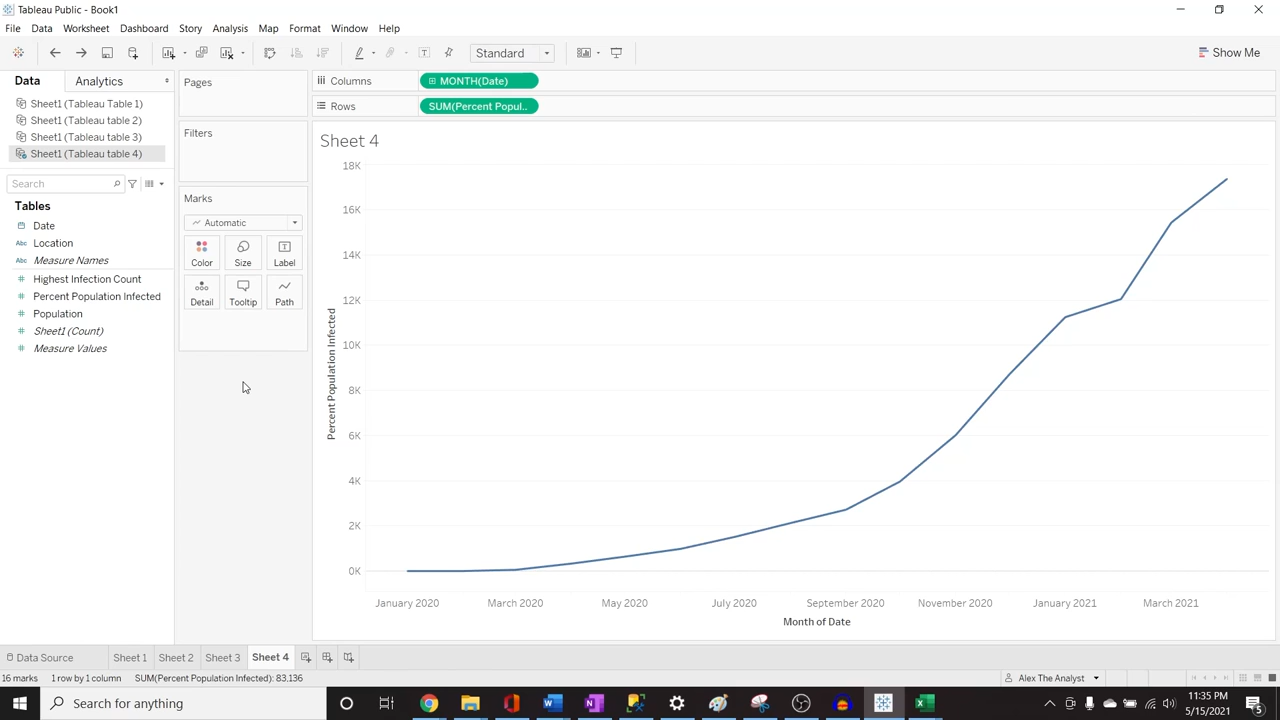 Tableau Public - Book1
File Data Worksheet Dashboard Story Analysis Map Format Window Help
Standard
Show Me
Data Analytics
Sheet1 (Tableau Table 1)
Sheet1 (Tableau table 2)
Sheet1 (Tableau table 3)
Sheet1 (Tableau table 4)
Search
Tables
Date
Abc Location
Abc Measure Names
Highest Infection Count
Percent Population Infected
Population
Sheet1 (Count)
Measure Values
Pages
Filters
Marks
Automatic
Color Size Label
Detail Tooltip Path
Columns MONTH(Date)
Rows SUM(Percent Popul..
Sheet 4
18K
16K
14K
12K
10K
8K
6K
4K
2K
0K
Percent Population Infected
January 2020 March 2020 May 2020 July 2020 September 2020 November 2020 January 2021 March 2021
Month of Date
Data Source Sheet 1 Sheet 2 Sheet 3 Sheet 4
16 marks 1 row by 1 column SUM(Percent Population Infected): 83,136
Alex The Analyst
Search for anything
11:35 PM
5/15/2021
5